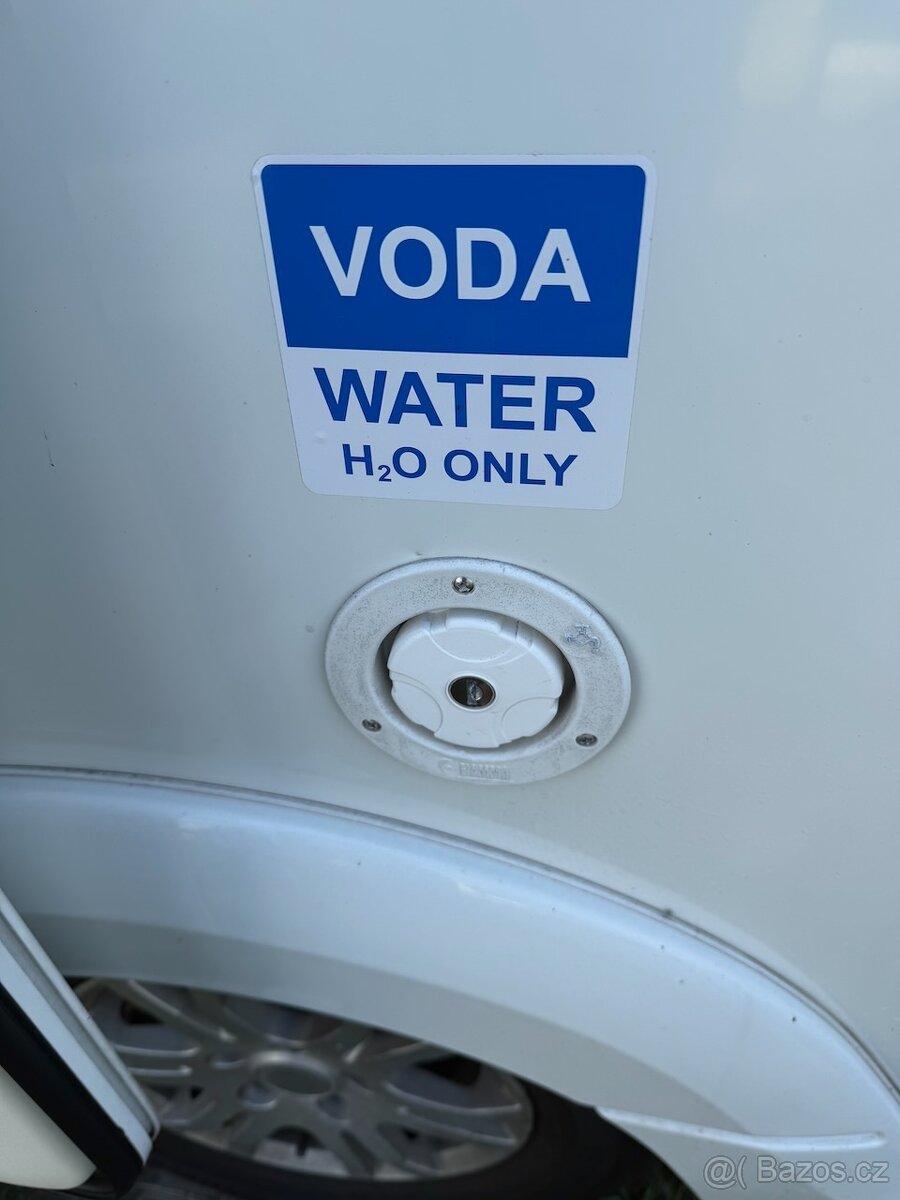 VODA
WATER
H₂O ONLY
@( Bazos.cz